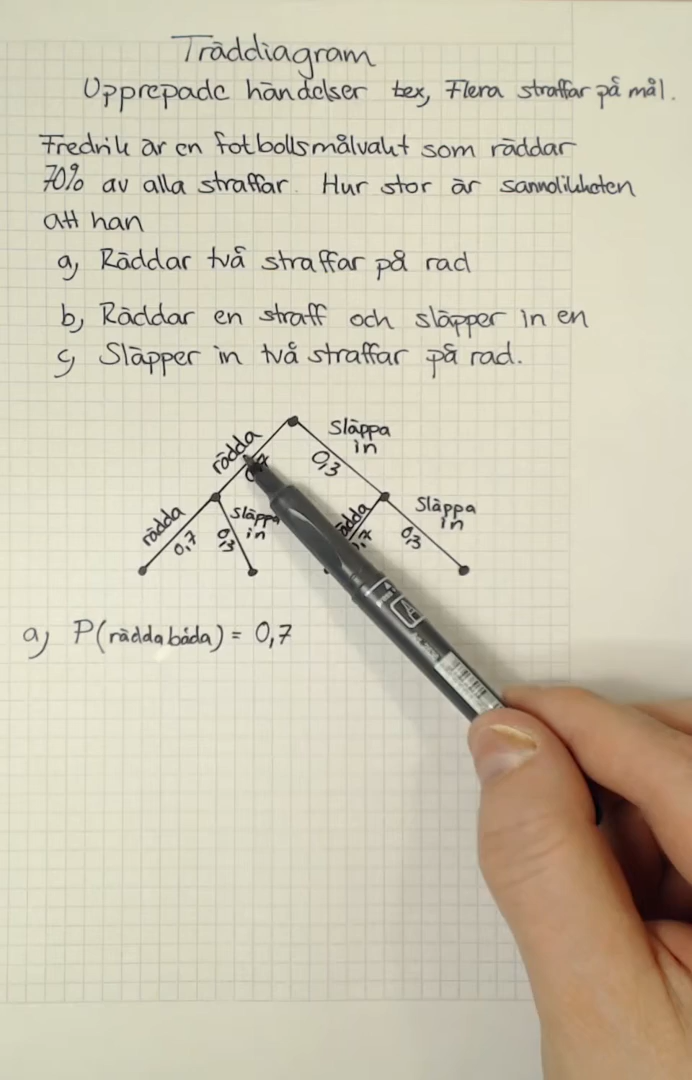 Träddiagram
Upprepade händelser tex, Flera straffar på mål.
Fredrik är en fotbollsmålvakt som räddar
70% av alla straffar. Hur stor är sannolikheten
att han
a) Räddar två straffar på rad
b) Räddar en straff och släpper in en
c) Släpper in två straffar på rad.
rädda
0,7
Släppa
in
0,3
rädda
0,7
Släppa
in
0,3
Släppa
in
0,3
a) P(rädda båda) = 0,7